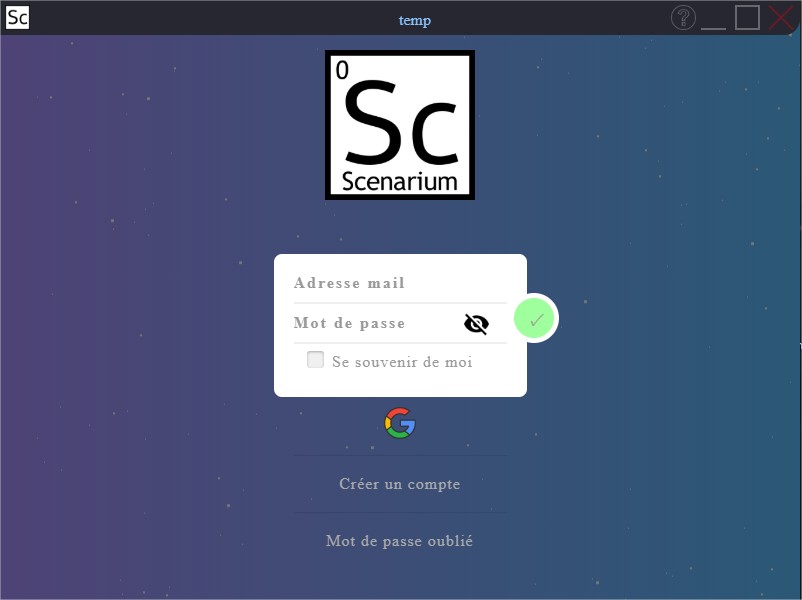 Sc
temp
?
0
Sc
Scenarium
Adresse mail
Mot de passe
Se souvenir de moi
G
Créer un compte
Mot de passe oublié